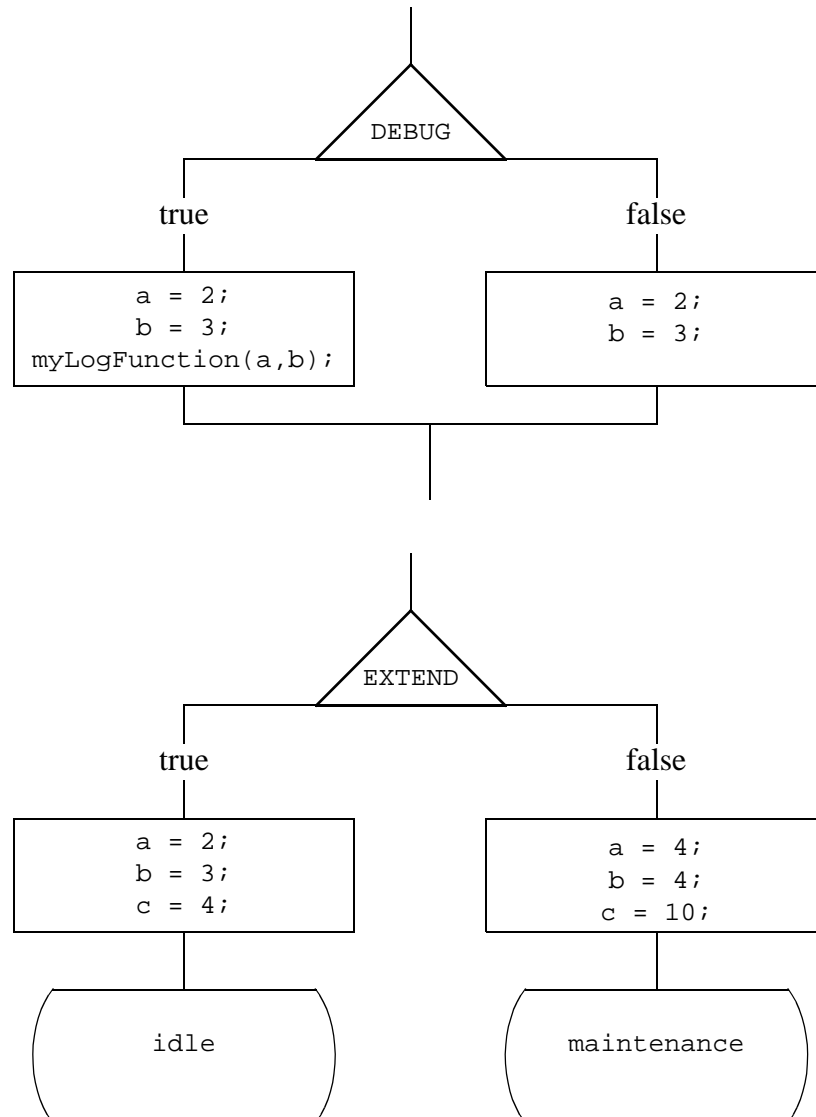 DEBUG
true
false
a = 2;
b = 3;
myLogFunction(a,b);
a = 2;
b = 3;
EXTEND
true
false
a = 2;
b = 3;
c = 4;
a = 4;
b = 4;
c = 10;
idle
maintenance